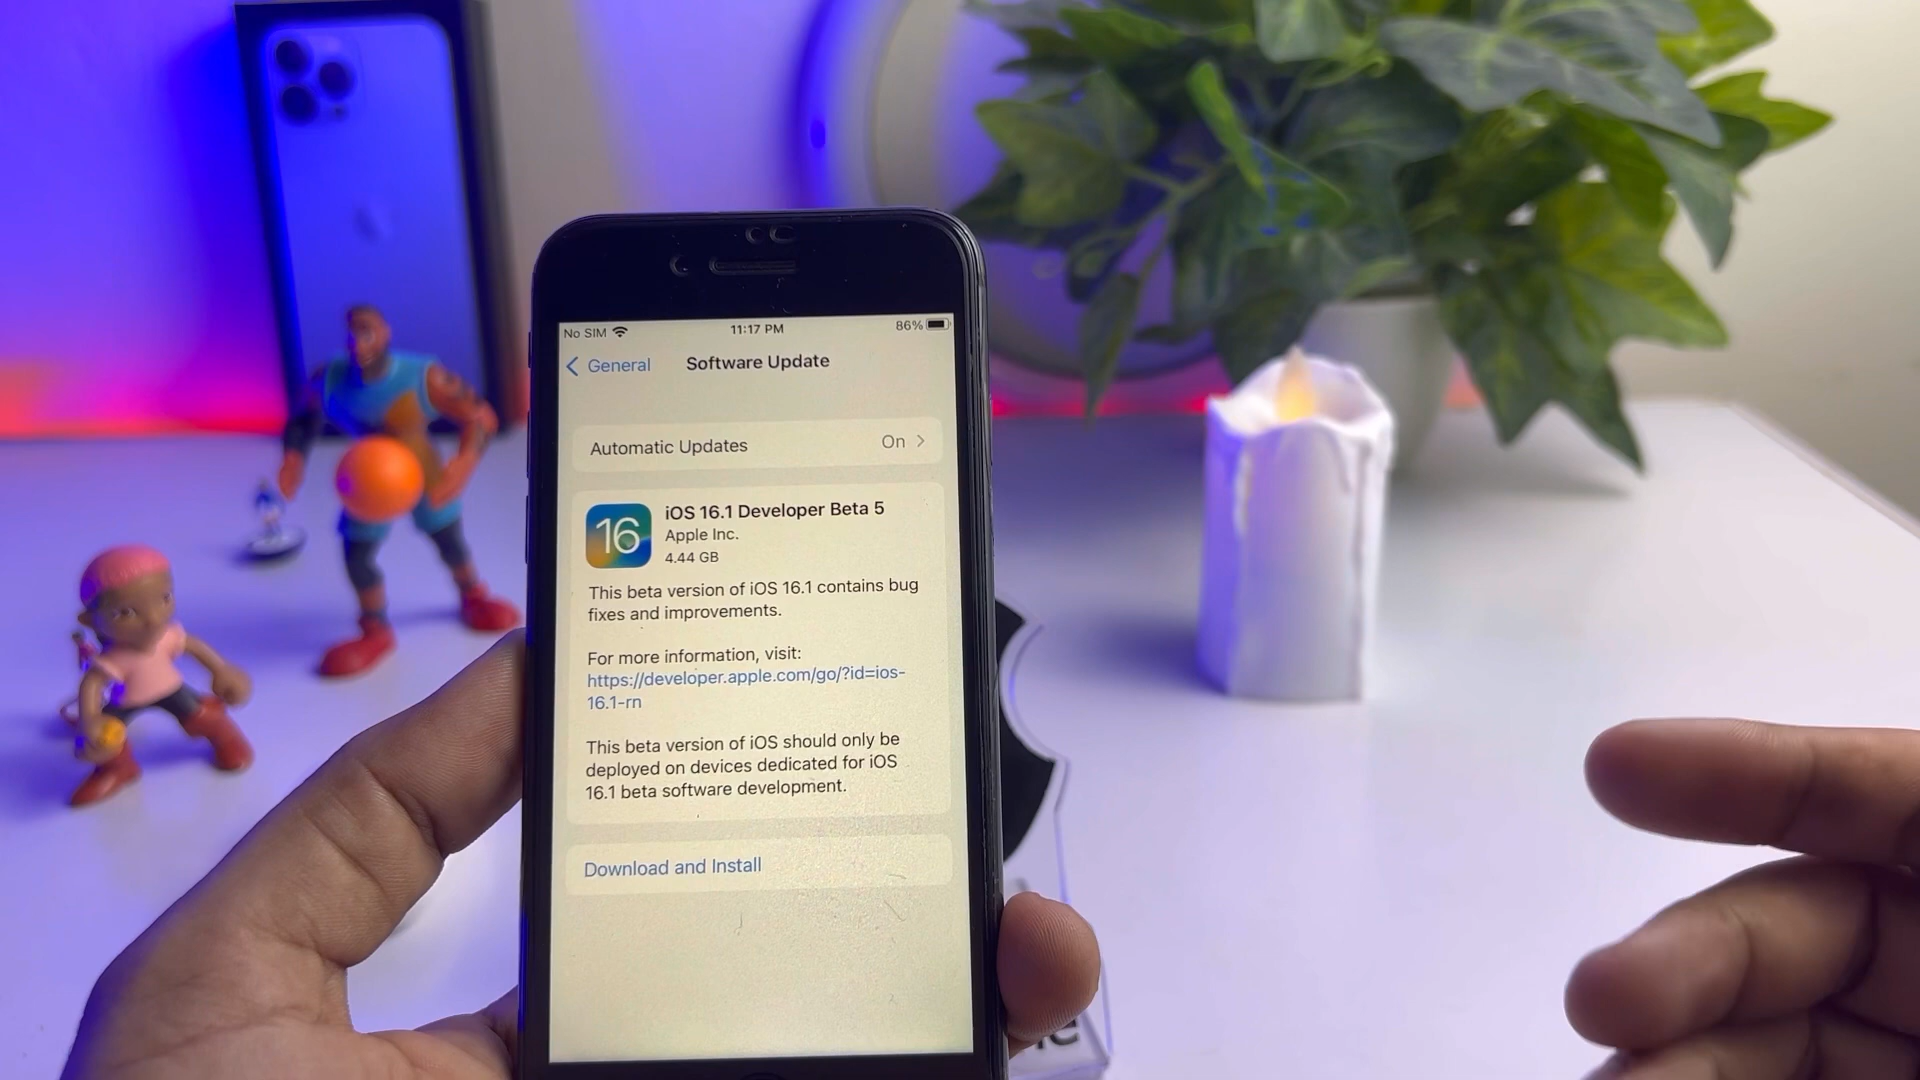 No SIM 11:17 PM 86%
General Software Update
Automatic Updates On
16
iOS 16.1 Developer Beta 5
Apple Inc.
4.44 GB
This beta version of iOS 16.1 contains bug
fixes and improvements.
For more information, visit:
https://developer.apple.com/go/?id=ios-
16.1-rn
This beta version of iOS should only be
deployed on devices dedicated for iOS
16.1 beta software development.
Download and Install